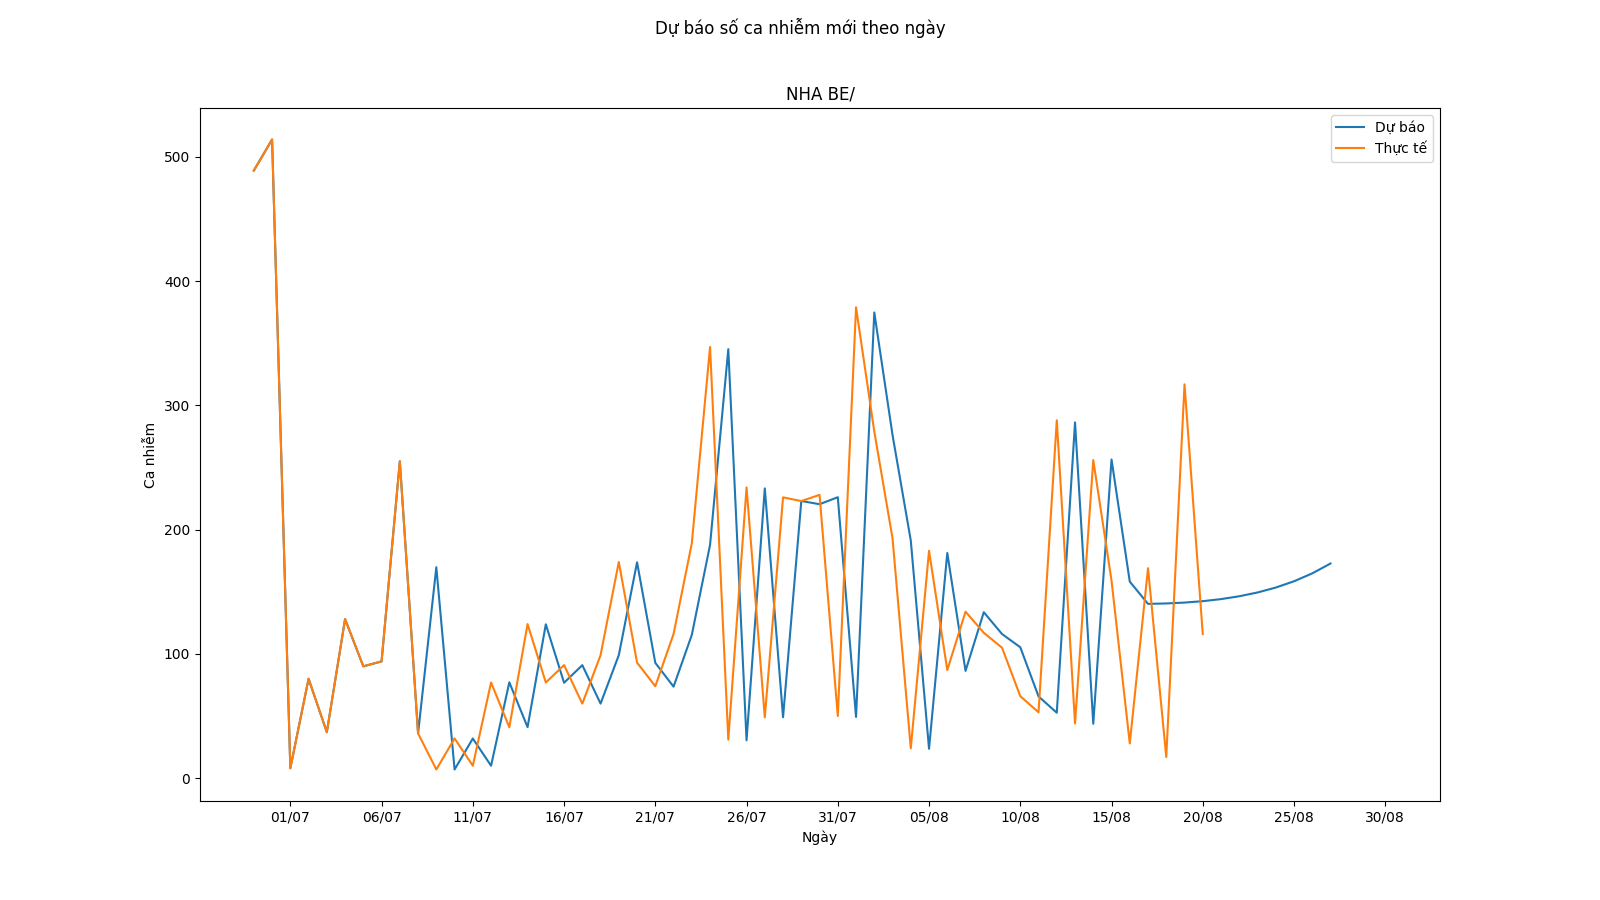 Dự báo số ca nhiễm mới theo ngày
NHA BE/
Dự báo
Thực tế
500
400
300
200
100
0
Ca nhiễm
01/07 06/07 11/07 16/07 21/07 26/07 31/07 05/08 10/08 15/08 20/08 25/08 30/08
Ngày